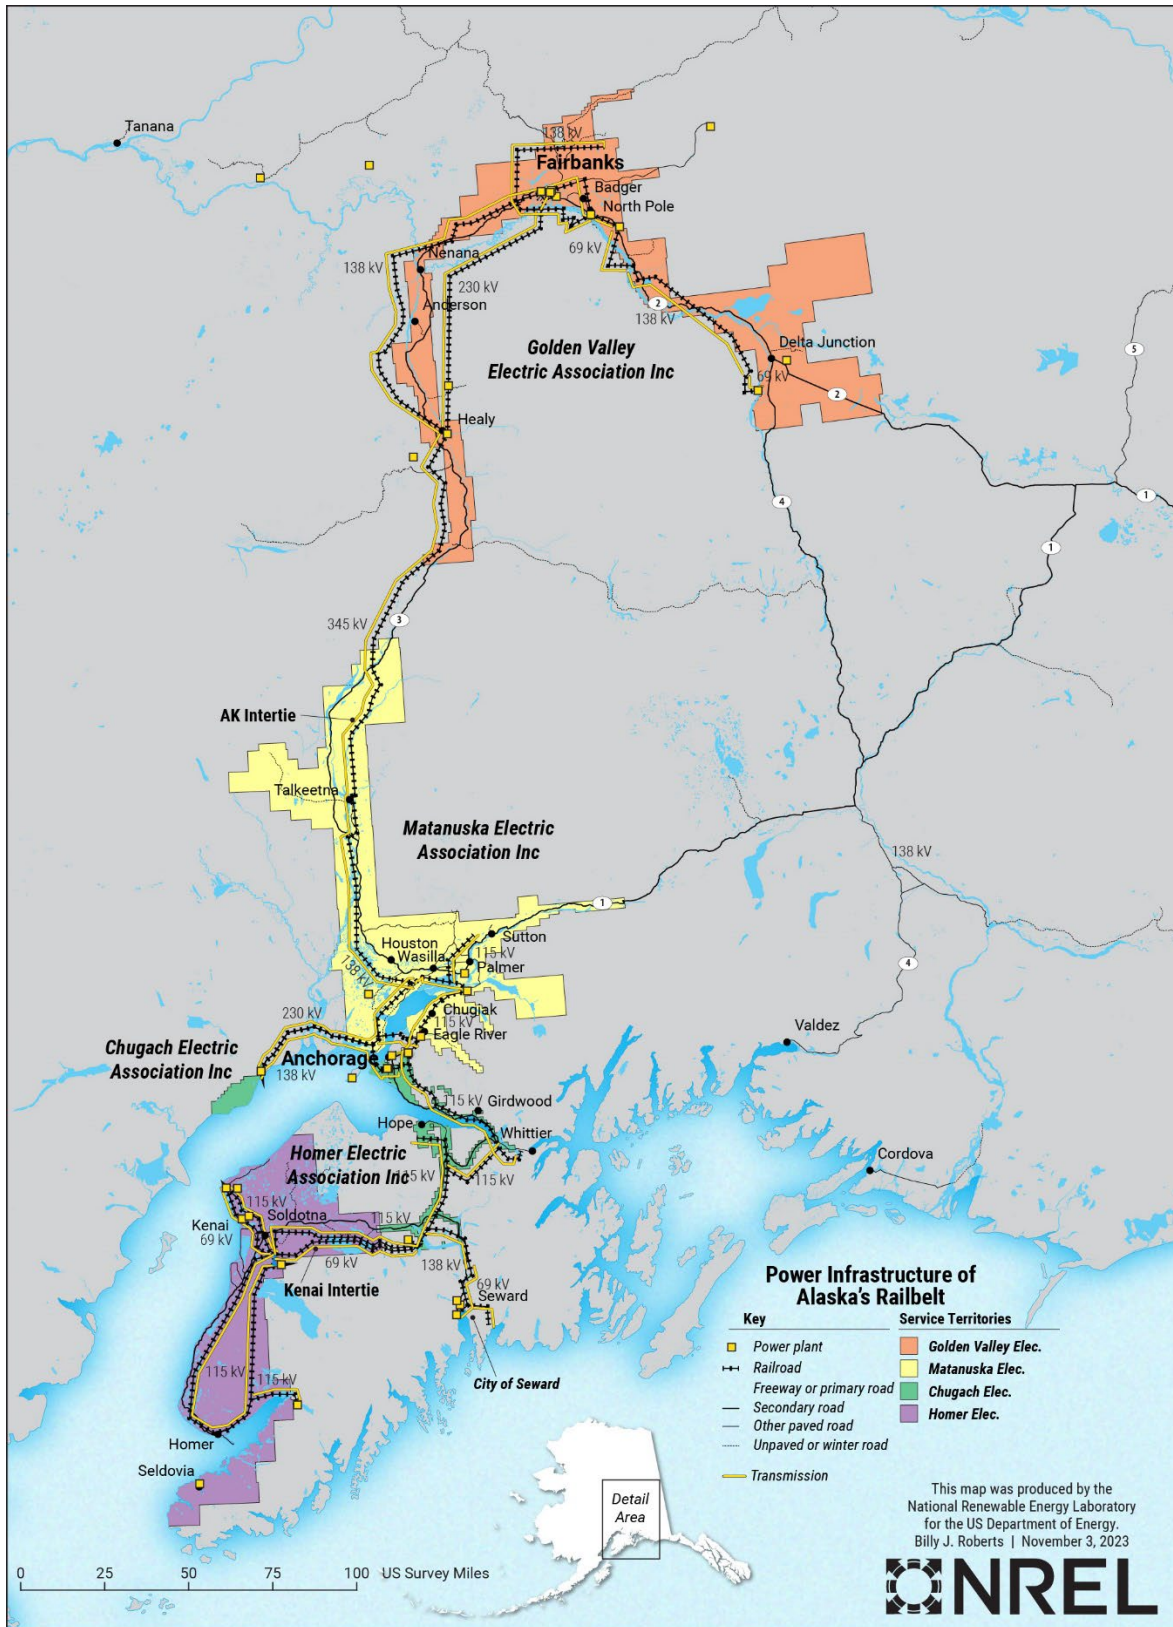 Tanana
138 kV
Fairbanks
Badger
North Pole
69 kV
Nenana
138 kV
230 kV
Anderson
2
138 kV
Golden Valley
Electric Association Inc
Delta Junction
5
69 kV
2
Healy
1
4
1
3
345 kV
AK Intertie
Talkeetna
Matanuska Electric
Association Inc
138 kV
1
Sutton
Houston
Wasilla
115 kV
Palmer
138 kV
4
Chugiak
115 kV
Eagle River
230 kV
Valdez
Chugach Electric
Association Inc
Anchorage
138 kV
115 kV
Girdwood
Hope
Whittier
Homer Electric
Association Inc
115 kV
115 kV
Cordova
115 kV
Soldotna
115 kV
Kenai
69 kV
69 kV
138 kV
Kenai Intertie
69 kV
Seward
City of Seward
115 kV
115 kV
Homer
Seldovia
Power Infrastructure of
Alaska's Railbelt
Key
Power plant
Railroad
Freeway or primary road
Secondary road
Other paved road
Unpaved or winter road
Transmission
Service Territories
Golden Valley Elec.
Matanuska Elec.
Chugach Elec.
Homer Elec.
Detail
Area
This map was produced by the
National Renewable Energy Laboratory
for the US Department of Energy.
Billy J. Roberts | November 3, 2023
NREL
0 25 50 75 100 US Survey Miles